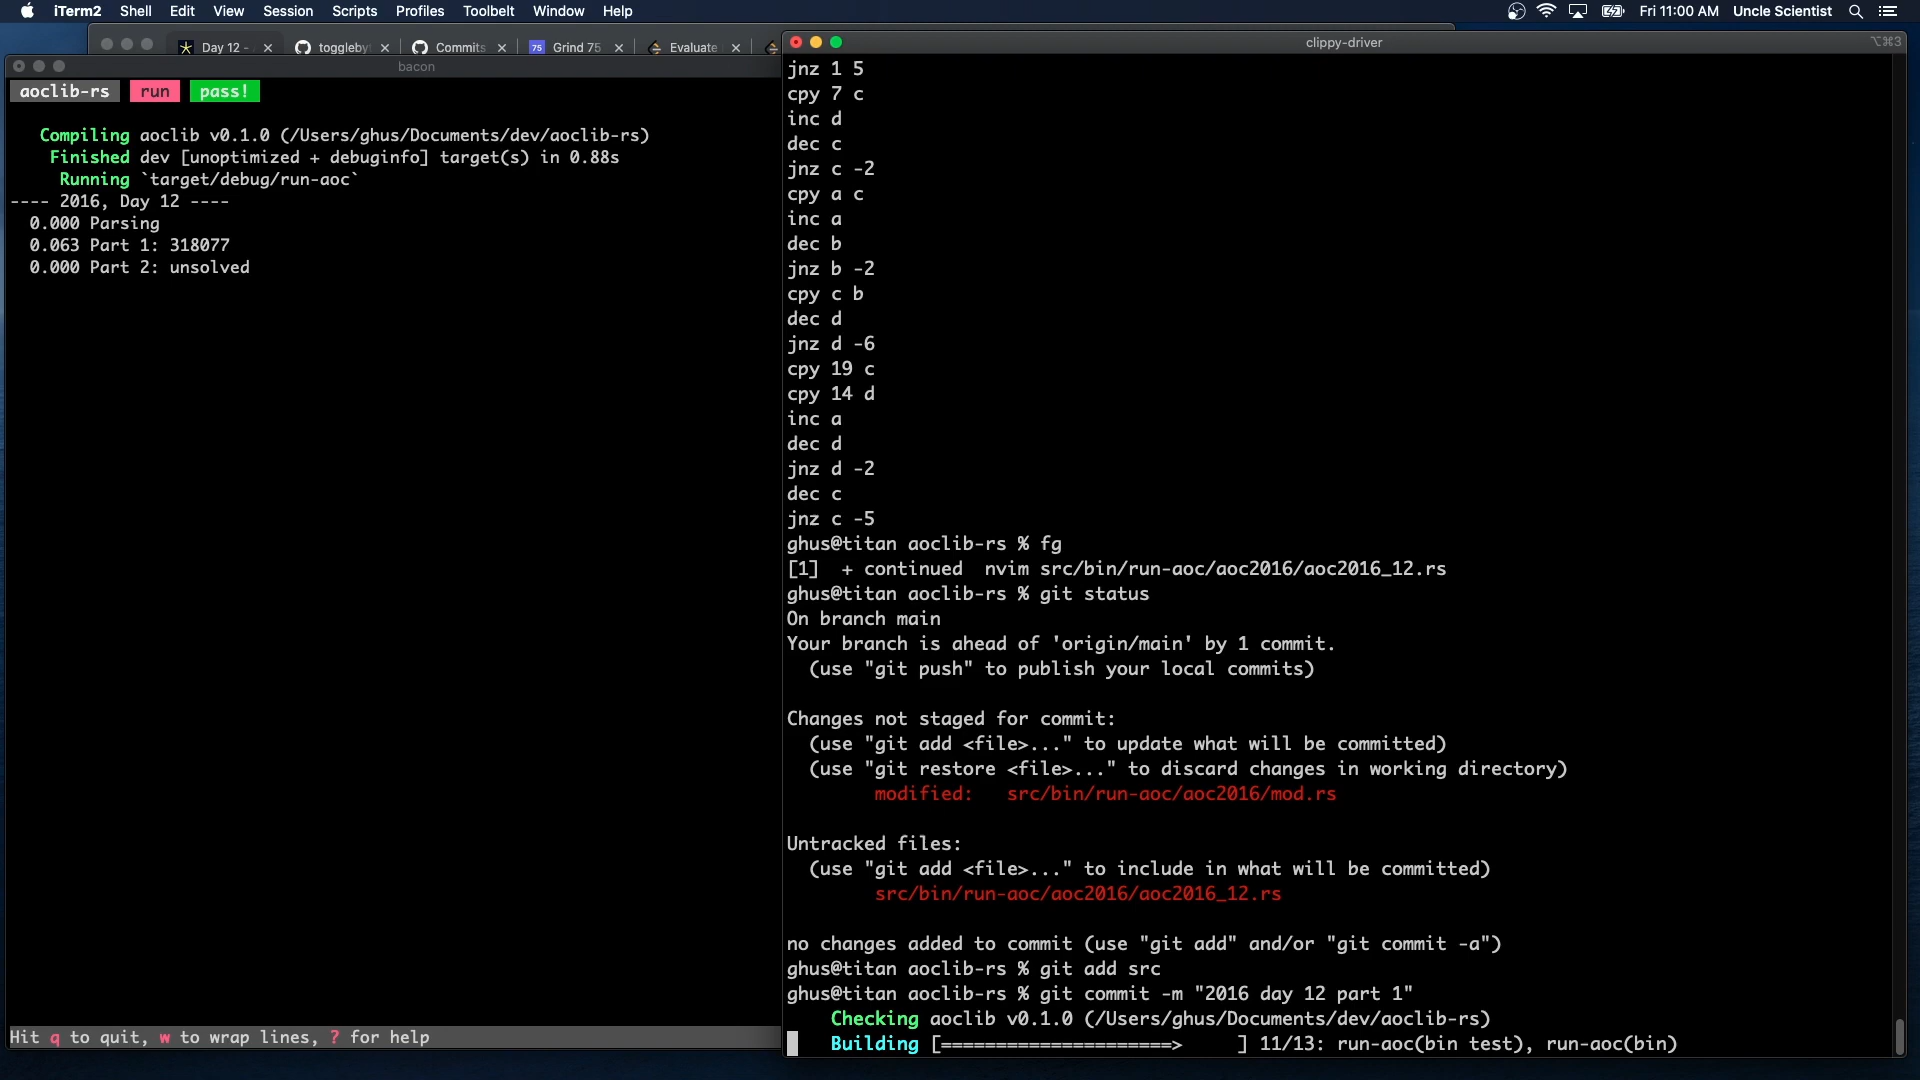 iTerm2 Shell Edit View Session Scripts Profiles Toolbelt Window Help Fri 11:00 AM Uncle Scientist
Day 12 - toggleby Commits 75 Grind 75 Evaluate
bacon
aoclib-rs run pass!
Compiling aoclib v0.1.0 (/Users/ghus/Documents/dev/aoclib-rs)
Finished dev [unoptimized + debuginfo] target(s) in 0.88s
Running `target/debug/run-aoc`
---- 2016, Day 12 ----
0.000 Parsing
0.063 Part 1: 318077
0.000 Part 2: unsolved
Hit q to quit, w to wrap lines, ? for help
clippy-driver ⌥⌘3
jnz 1 5
cpy 7 c
inc d
dec c
jnz c -2
cpy a c
inc a
dec b
jnz b -2
cpy c b
dec d
jnz d -6
cpy 19 c
cpy 14 d
inc a
dec d
jnz d -2
dec c
jnz c -5
ghus@titan aoclib-rs % fg
[1]  + continued  nvim src/bin/run-aoc/aoc2016/aoc2016_12.rs
ghus@titan aoclib-rs % git status
On branch main
Your branch is ahead of 'origin/main' by 1 commit.
(use "git push" to publish your local commits)
Changes not staged for commit:
(use "git add <file>..." to update what will be committed)
(use "git restore <file>..." to discard changes in working directory)
modified:   src/bin/run-aoc/aoc2016/mod.rs
Untracked files:
(use "git add <file>..." to include in what will be committed)
src/bin/run-aoc/aoc2016/aoc2016_12.rs
no changes added to commit (use "git add" and/or "git commit -a")
ghus@titan aoclib-rs % git add src
ghus@titan aoclib-rs % git commit -m "2016 day 12 part 1"
Checking aoclib v0.1.0 (/Users/ghus/Documents/dev/aoclib-rs)
Building [=====================>     ] 11/13: run-aoc(bin test), run-aoc(bin)